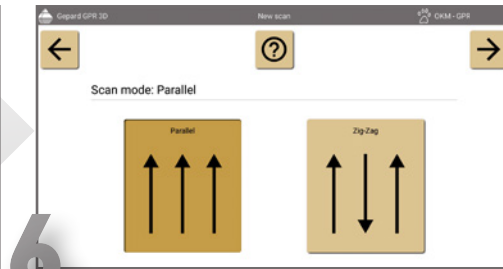 Gepard GPR 3D New scan OKM-GPR
Scan mode: Parallel
Parallel Zig-Zag
6